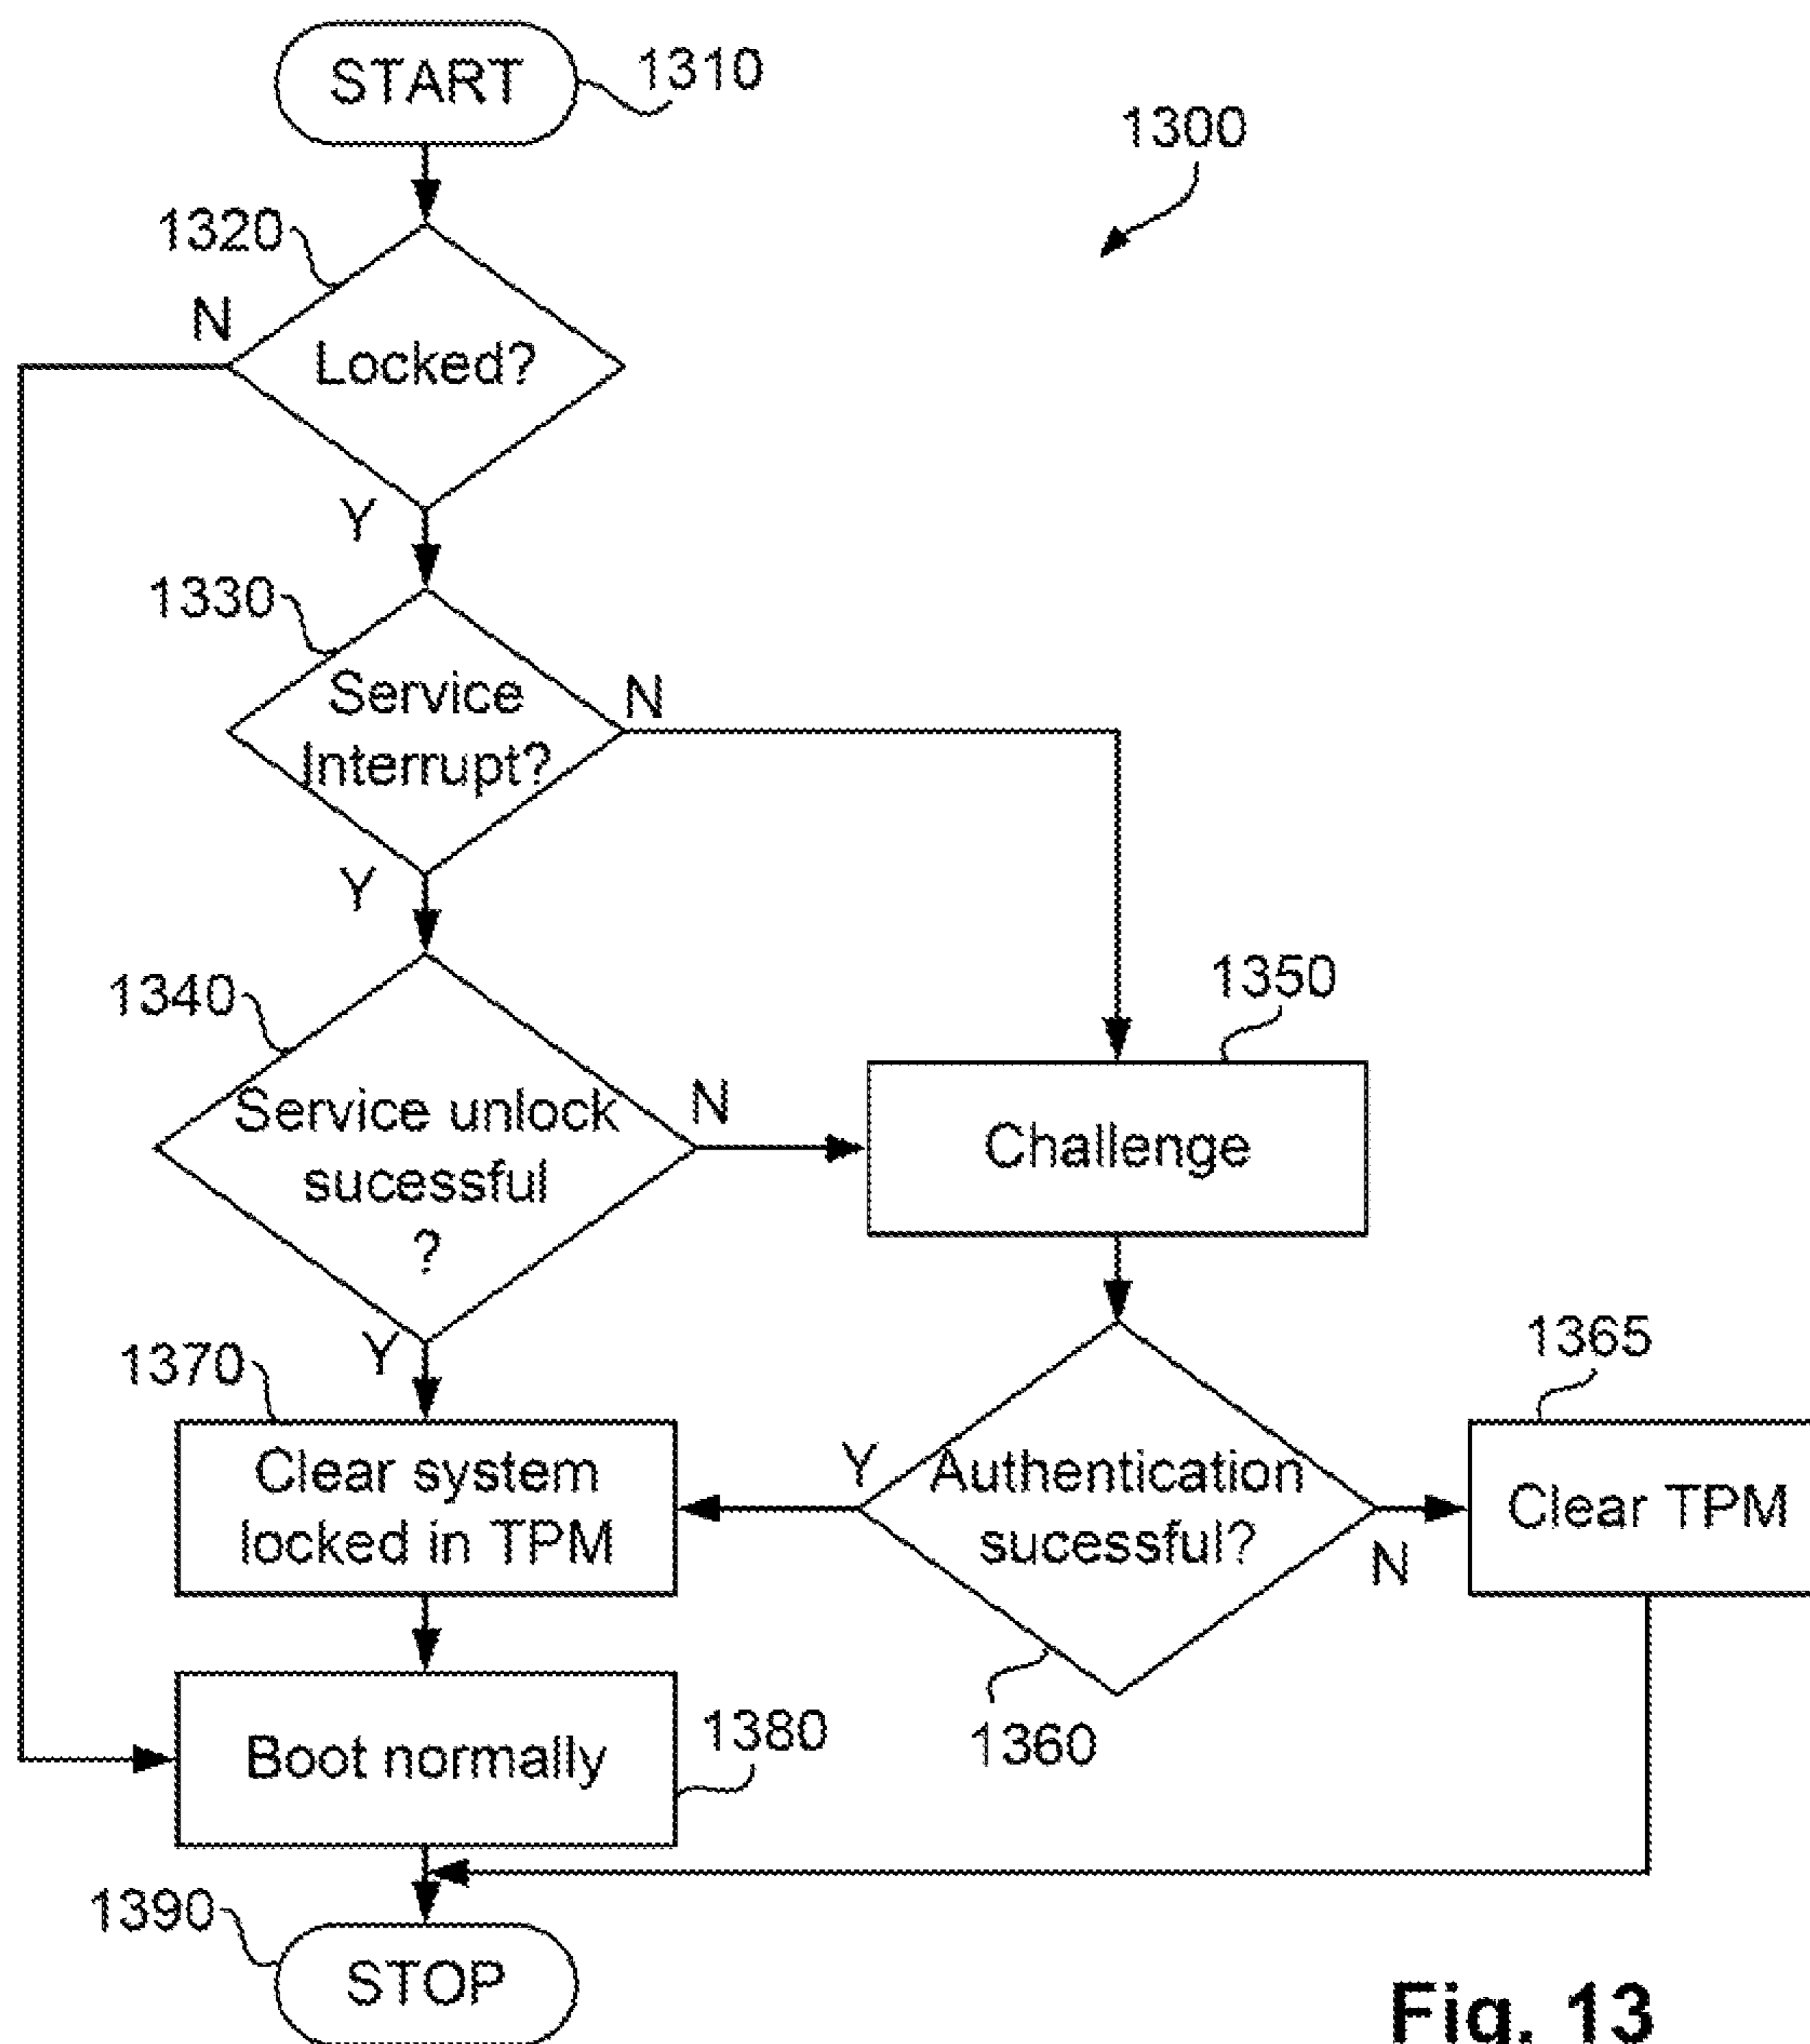 START
1310
1300
1320
N
Locked?
Y
1330
Service
Interrupt?
N
Y
1340
Service unlock
sucessful
?
N
1350
Challenge
Y
1370
Clear system
locked in TPM
Y
Authentication
sucessful?
N
1365
Clear TPM
1360
Boot normally
1380
1390
STOP
Fig. 13